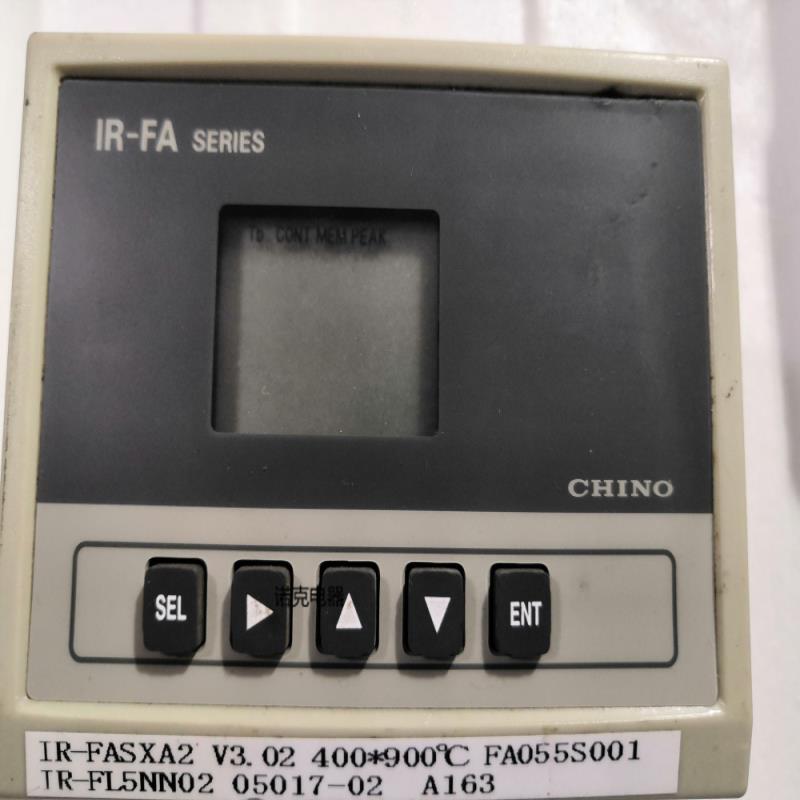 IR-FA SERIES
Tb CONT MEM PEAK
CHINO
SEL ENT
诺克电器
IR-FASXA2 V3.02 400*900℃ FA055S001
IR-FL5NN02 05017-02 A163